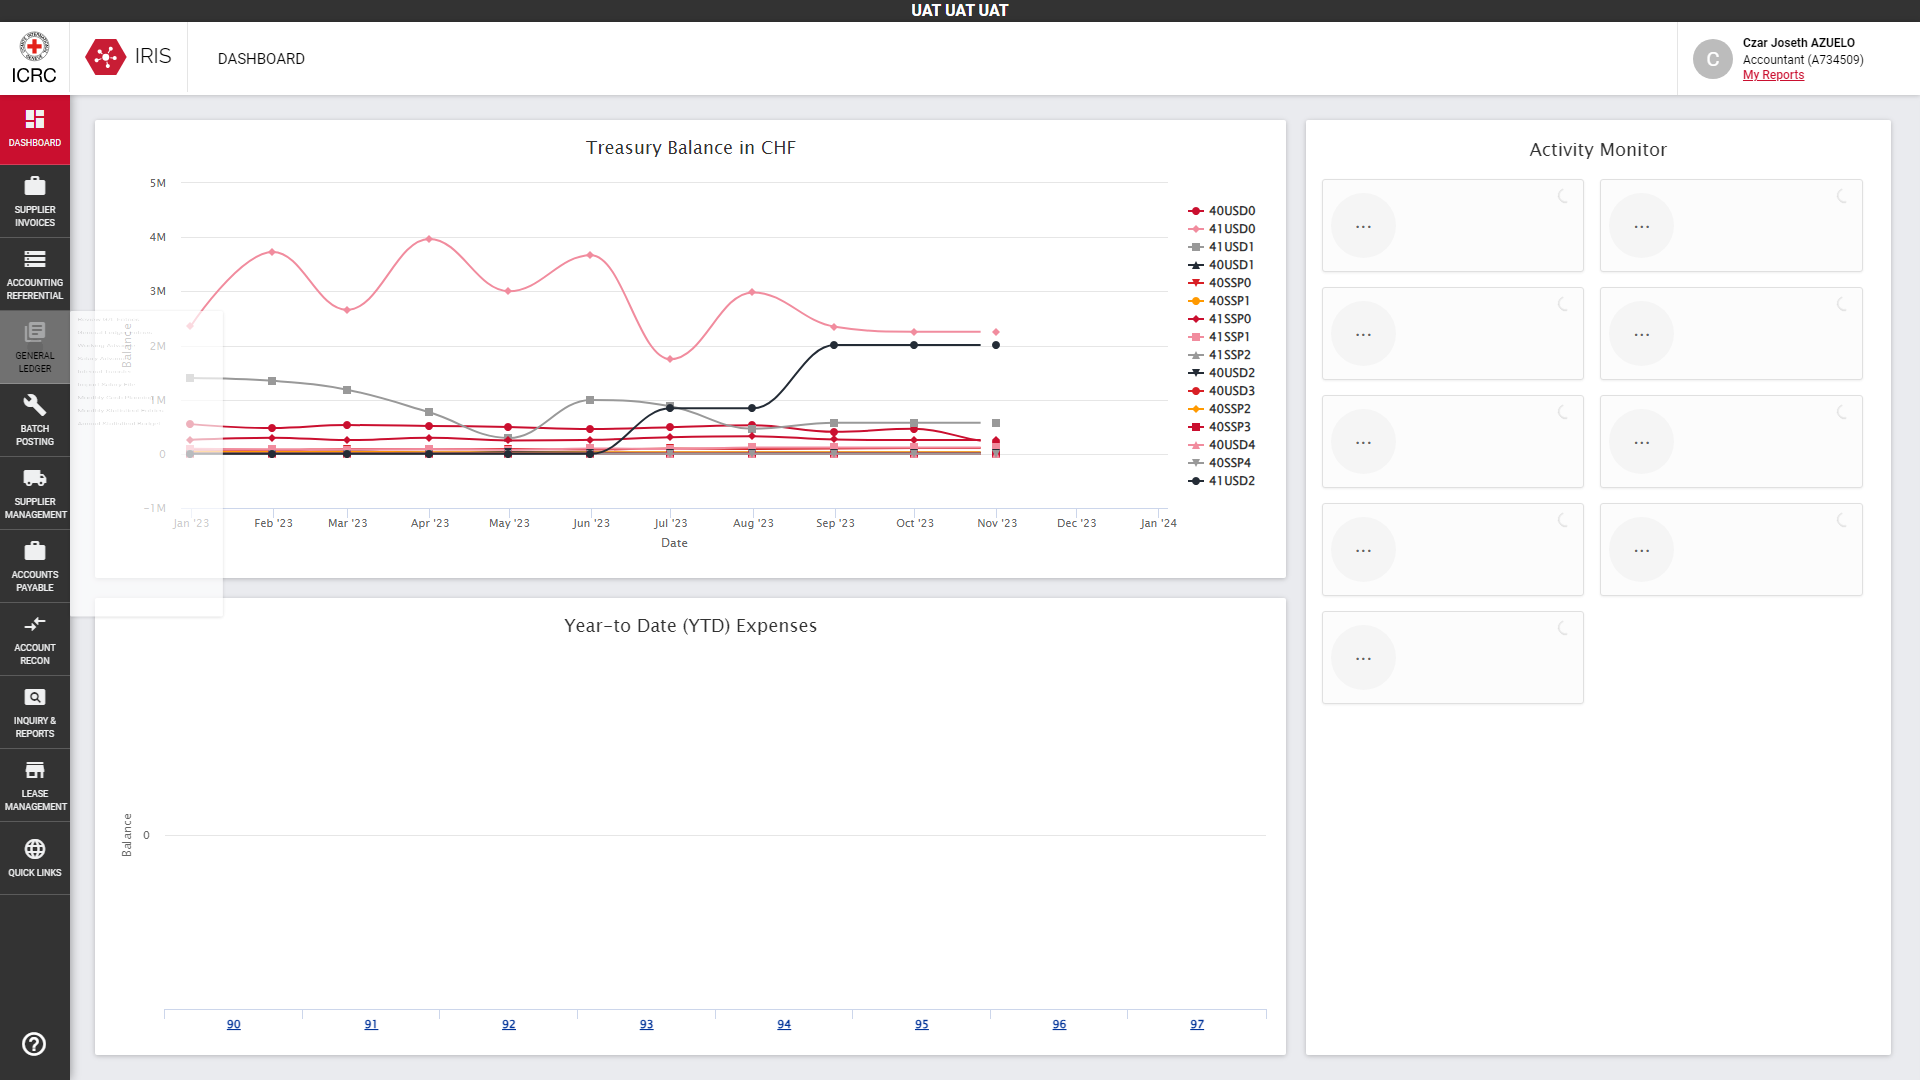 UAT UAT UAT
ICRC
IRIS
DASHBOARD
Czar Joseth AZUELO
Accountant (A734509)
My Reports
DASHBOARD
SUPPLIER
INVOICES
ACCOUNTING
REFERENTIAL
GENERAL
LEDGER
BATCH
POSTING
SUPPLIER
MANAGEMENT
ACCOUNTS
PAYABLE
ACCOUNT
RECON
INQUIRY &
REPORTS
LEASE
MANAGEMENT
QUICK LINKS
Treasury Balance in CHF
Balance
5M
4M
3M
2M
1M
0
-1M
Jan '23
Feb '23
Mar '23
Apr '23
May '23
Jun '23
Jul '23
Aug '23
Sep '23
Oct '23
Nov '23
Dec '23
Jan '24
Date
40USD0
41USD0
41USD1
40USD1
40SSP0
40SSP1
41SSP0
41SSP1
41SSP2
40USD2
40USD3
40SSP2
40SSP3
40USD4
40SSP4
41USD2
Year-to Date (YTD) Expenses
Balance
0
90
91
92
93
94
95
96
97
Activity Monitor
...
...
...
...
...
...
...
...
...